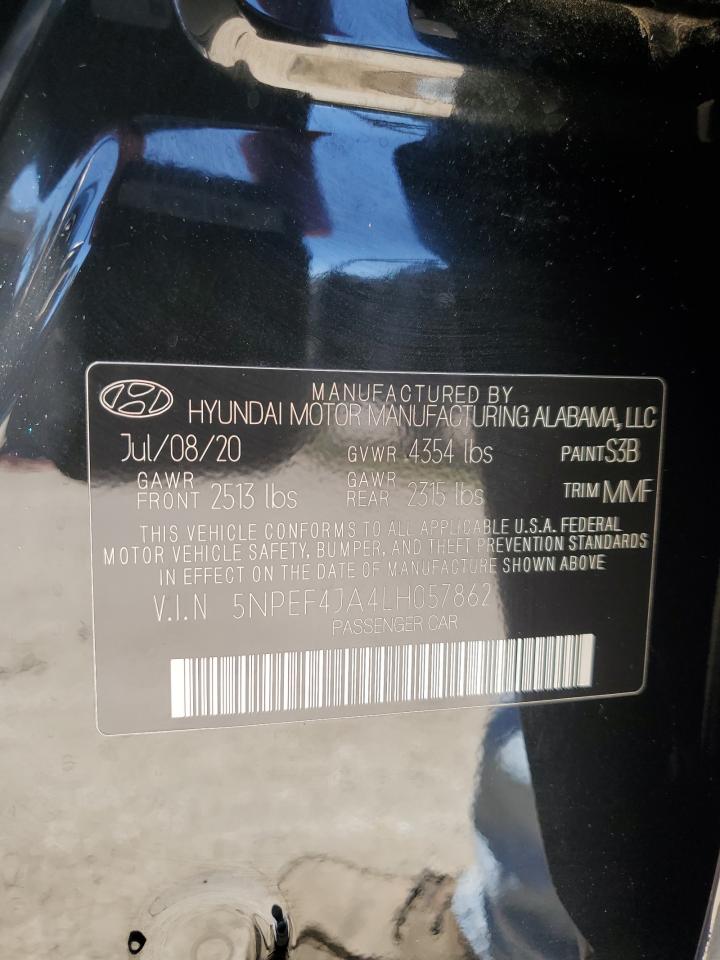 MANUFACTURED BY
HYUNDAI MOTOR MANUFACTURING ALABAMA, LLC
Jul/08/20 GVWR 4354 lbs PAINT S3B
GAWR FRONT 2513 lbs GAWR REAR 2315 lbs TRIM MMF
THIS VEHICLE CONFORMS TO ALL APPLICABLE U.S.A. FEDERAL
MOTOR VEHICLE SAFETY, BUMPER, AND THEFT PREVENTION STANDARDS
IN EFFECT ON THE DATE OF MANUFACTURE SHOWN ABOVE
V.I.N 5NPEF4JA4LH057862
PASSENGER CAR